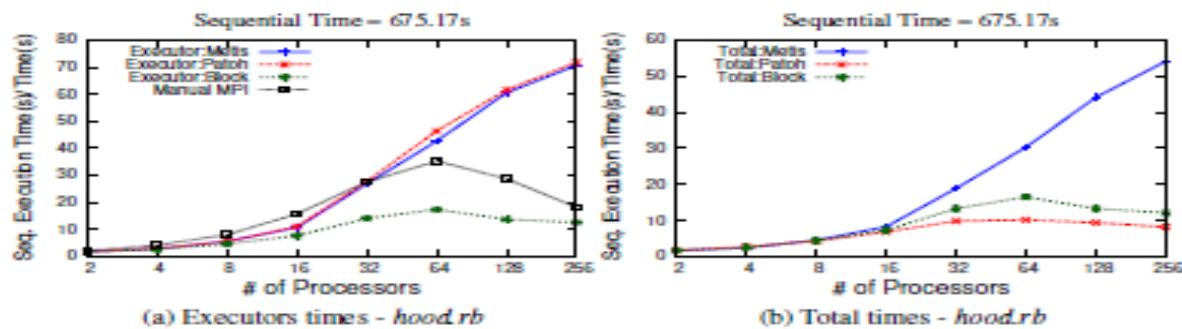 Sequential Time = 675.17s
Seq. Execution Time(s)/ Time(s)
80
70
60
50
40
30
20
10
0
Executor:Metis
Executor:Patoh
Executor:Block
Manual MPI
2 4 8 16 32 64 128 256
# of Processors
(a) Executors times - hood.rb
Sequential Time = 675.17s
Seq. Execution Time(s)/ Time(s)
60
50
40
30
20
10
0
Total:Metis
Total:Patoh
Total:Block
2 4 8 16 32 64 128 256
# of Processors
(b) Total times - hood.rb